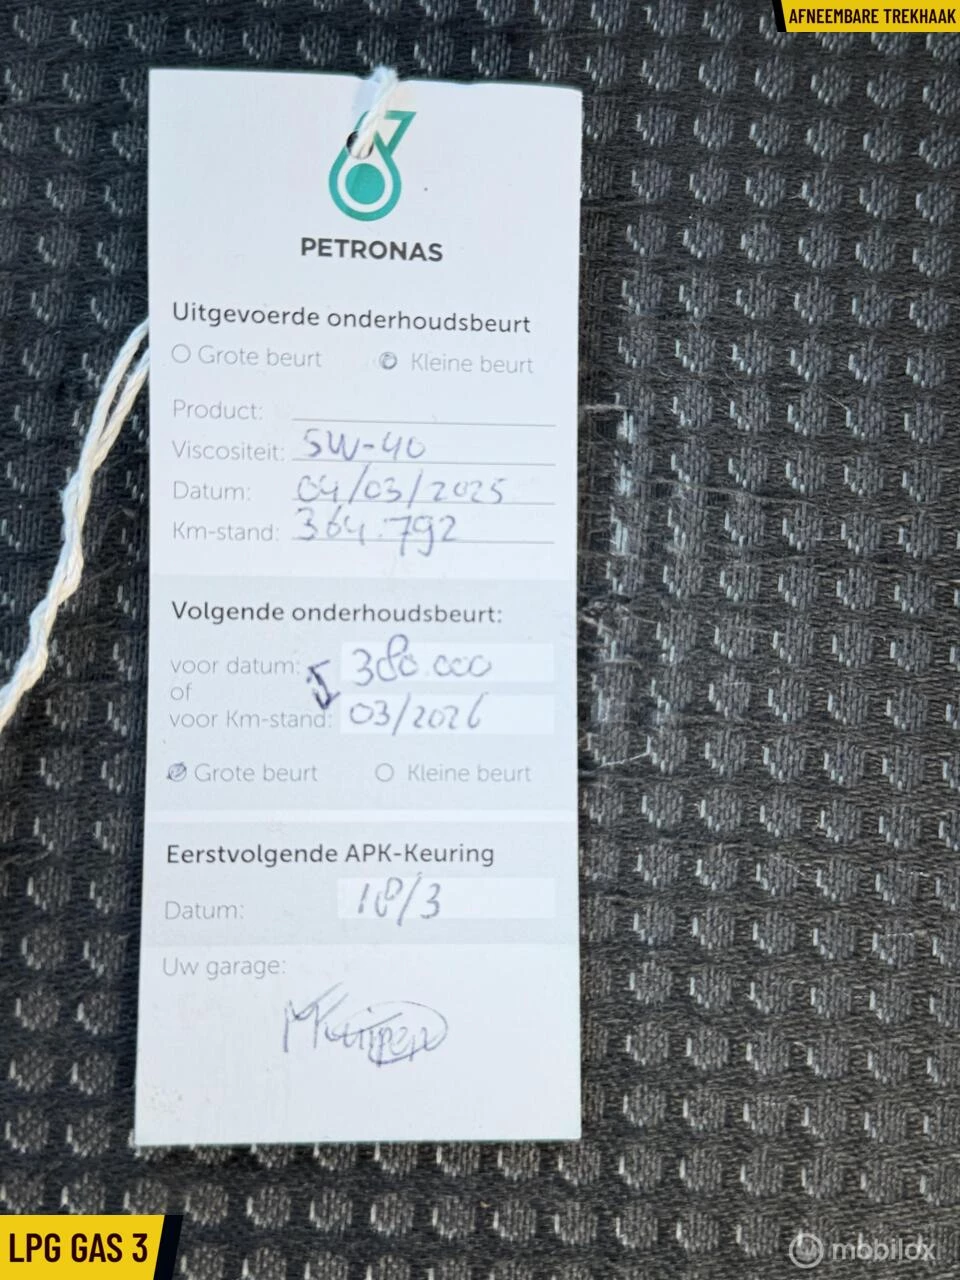 AFNEEMBARE TREKHAAK
PETRONAS
Uitgevoerde onderhoudsbeurt
Grote beurt Kleine beurt
Product:
Viscositeit: 5W-40
Datum: 04/03/2025
Km-stand: 364.792
Volgende onderhoudsbeurt:
voor datum: 380.000
of
voor Km-stand: 03/2026
Grote beurt Kleine beurt
Eerstvolgende APK-Keuring
Datum: 18/3
Uw garage:
LPG GAS 3
mobilox